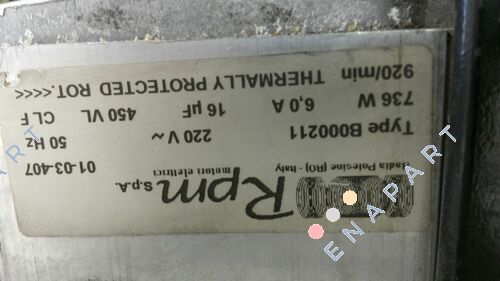 Rpm S.P.A.
motori elettrici
Badia Polesine (RO) - Italy
01-03-407
Type B000211 220 V ~ 50 Hz
736 W 6,0 A 16 µF 450 VL CL F
920/min THERMALLY PROTECTED ROT.<<<<
ENAPART
ENAPART